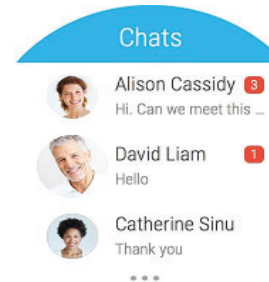 Chats
Alison Cassidy 3
Hi. Can we meet this ...
David Liam 1
Hello
Catherine Sinu
Thank you